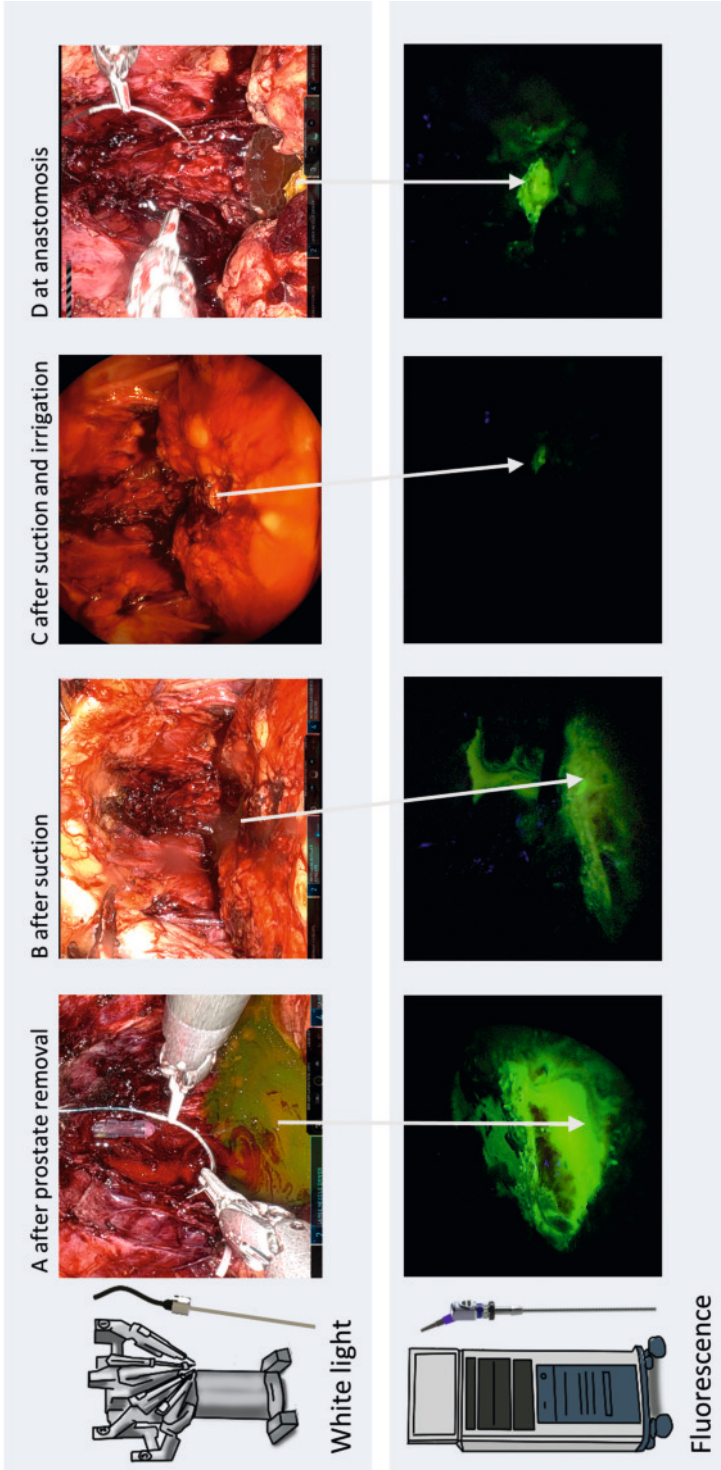 A after prostate removal
B after suction
C after suction and irrigation
D at anastomosis
White light
Fluorescence